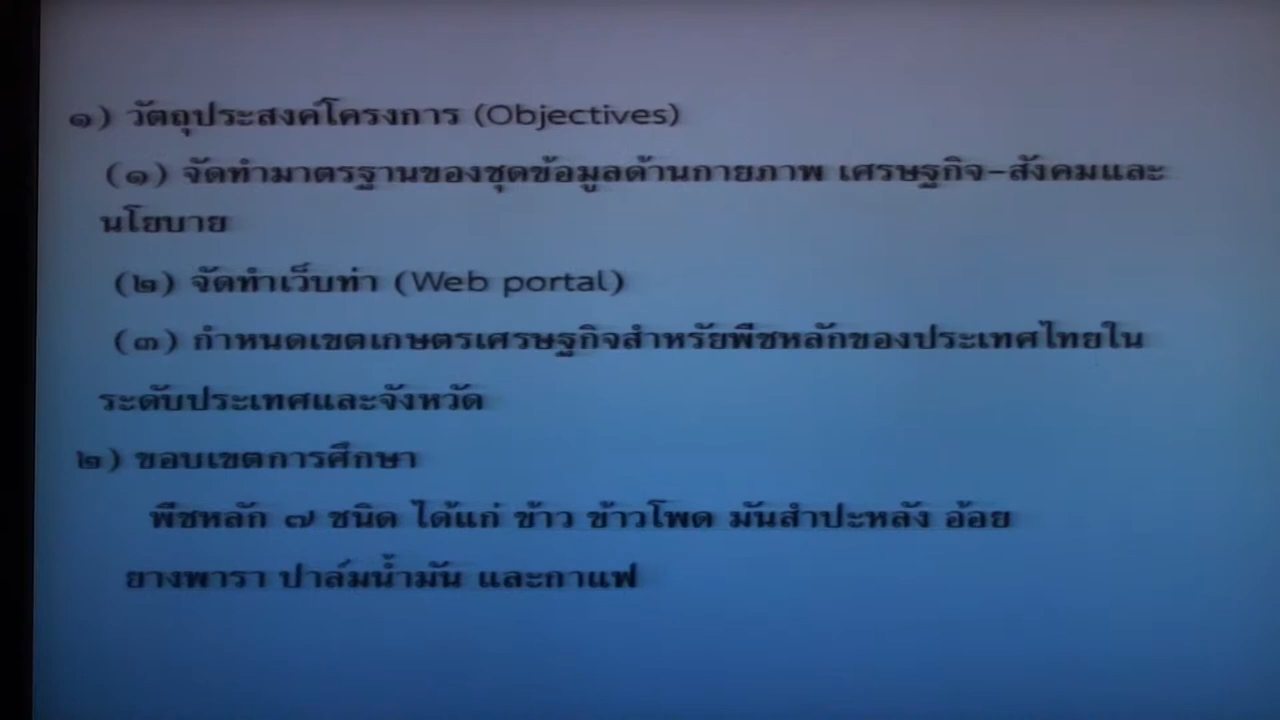 ๑) วัตถุประสงค์โครงการ (Objectives)
(๑) จัดทำมาตรฐานของชุดข้อมูลด้านกายภาพ เศรษฐกิจ-สังคมและ
นโยบาย
(๒) จัดทำเว็บท่า (Web portal)
(๓) กำหนดเขตเกษตรเศรษฐกิจสำหรัยพืชหลักของประเทศไทยใน
ระดับประเทศและจังหวัด
๒) ขอบเขตการศึกษา
พืชหลัก ๗ ชนิด ได้แก่ ข้าว ข้าวโพด มันสำปะหลัง อ้อย
ยางพารา ปาล์มน้ำมัน และกาแฟ